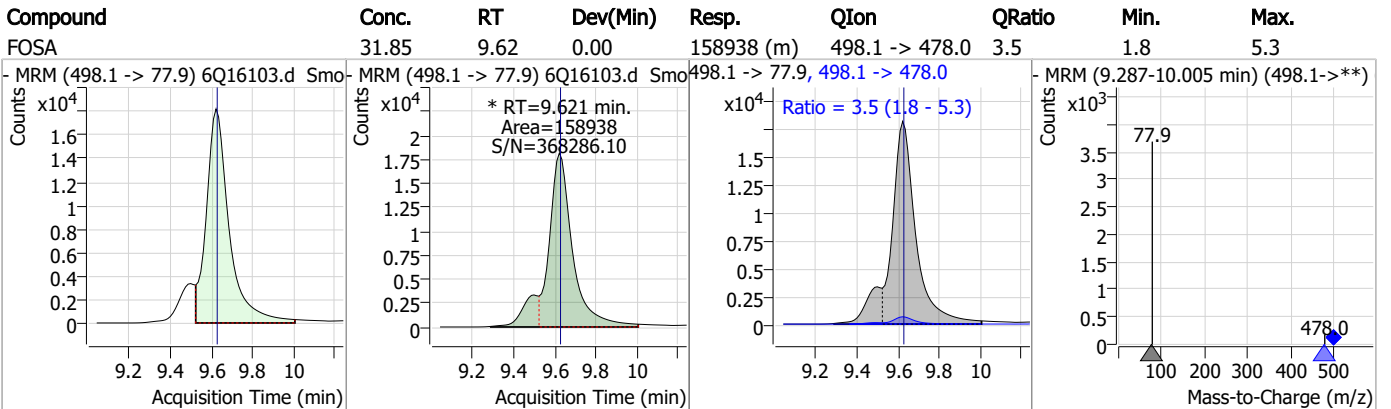 Compound Conc. RT Dev(Min) Resp. QIon QRatio Min. Max.
FOSA 31.85 9.62 0.00 158938 (m) 498.1 -> 478.0 3.5 1.8 5.3
- MRM (498.1 -> 77.9) 6Q16103.d Smo
Counts
x10⁴
1.6
1.4
1.2
1
0.8
0.6
0.4
0.2
0
9.2 9.4 9.6 9.8 10
Acquisition Time (min)
- MRM (498.1 -> 77.9) 6Q16103.d Smo
Counts
x10⁴
* RT=9.621 min.
Area=158938
S/N=368286.10
2
1.75
1.5
1.25
1
0.75
0.5
0.25
0
9.2 9.4 9.6 9.8 10
Acquisition Time (min)
498.1 -> 77.9, 498.1 -> 478.0
Counts
x10⁴
Ratio = 3.5 (1.8 - 5.3)
1.5
1.25
1
0.75
0.5
0.25
0
9.2 9.4 9.6 9.8 10
Acquisition Time (min)
- MRM (9.287-10.005 min) (498.1->**)
Counts
x10³
77.9
3.5
3
2.5
2
1.5
1
0.5
0
478.0
100 200 300 400 500
Mass-to-Charge (m/z)